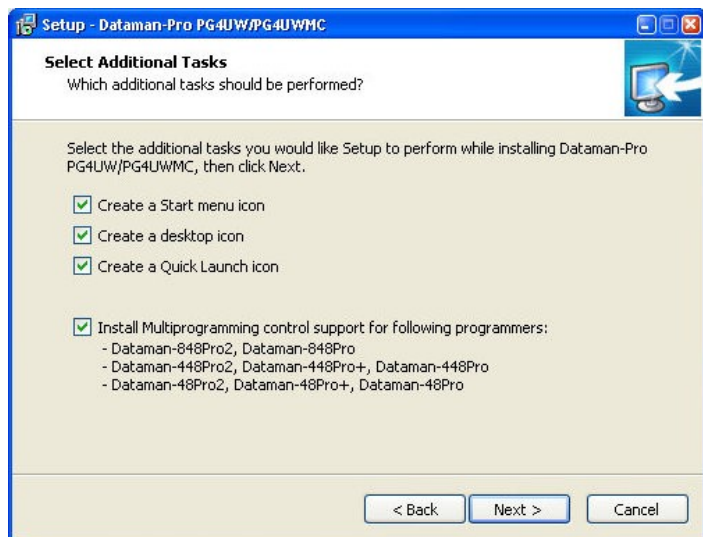 Setup - Dataman-Pro PG4UW/PG4UWMC
Select Additional Tasks
Which additional tasks should be performed?
Select the additional tasks you would like Setup to perform while installing Dataman-Pro
PG4UW/PG4UWMC, then click Next.
Create a Start menu icon
Create a desktop icon
Create a Quick Launch icon
Install Multiprogramming control support for following programmers:
- Dataman-848Pro2, Dataman-848Pro
- Dataman-448Pro2, Dataman-448Pro+, Dataman-448Pro
- Dataman-48Pro2, Dataman-48Pro+, Dataman-48Pro
< Back Next > Cancel